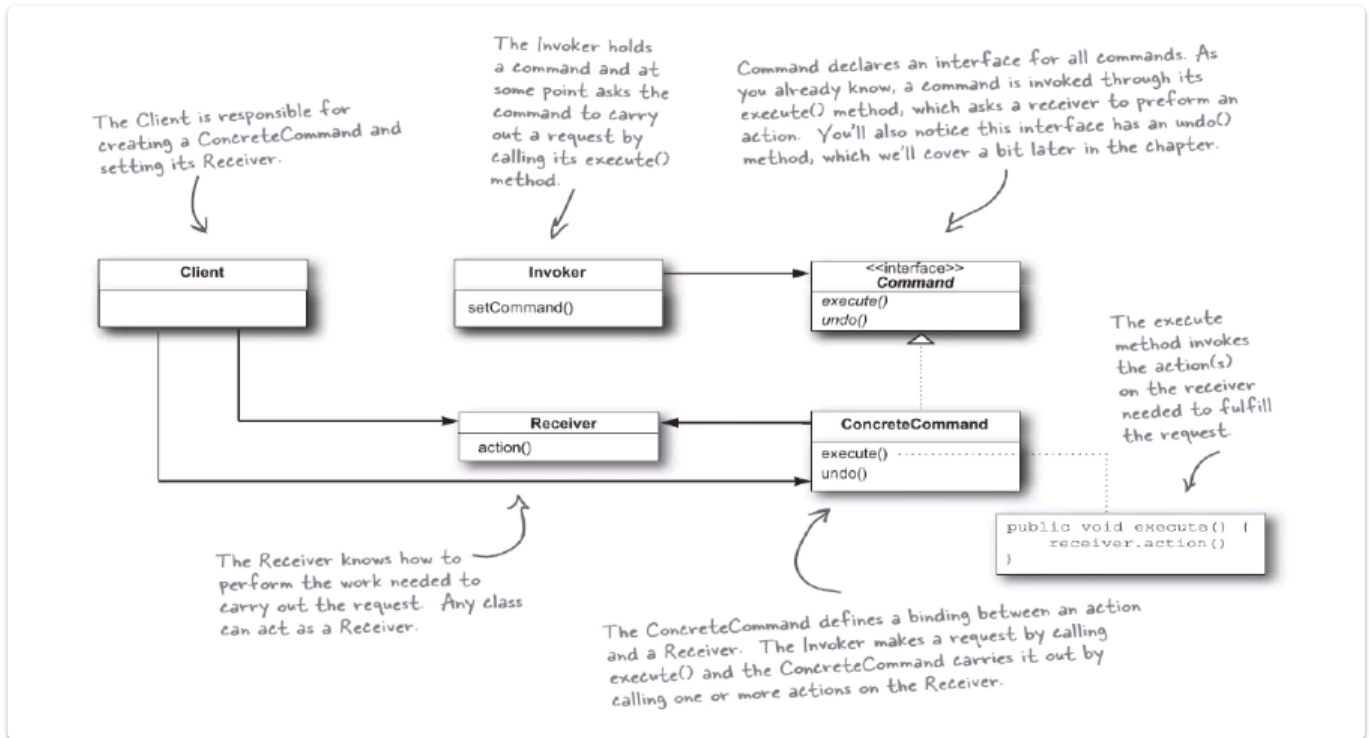 The Invoker holds
a command and at
some point asks the
command to carry
out a request by
calling its execute()
method.
Command declares an interface for all commands. As
you already know, a command is invoked through its
execute() method, which asks a receiver to preform an
action. You'll also notice this interface has an undo()
method, which we'll cover a bit later in the chapter.
The Client is responsible for
creating a ConcreteCommand and
setting its Receiver.
Client
Invoker
setCommand()
<<interface>>
Command
execute()
undo()
The execute
method invokes
the action(s)
on the receiver
needed to fulfill
the request.
Receiver
action()
ConcreteCommand
execute()
undo()
public void execute() {
receiver.action()
}
The Receiver knows how to
perform the work needed to
carry out the request. Any class
can act as a Receiver.
The ConcreteCommand defines a binding between an action
and a Receiver. The Invoker makes a request by calling
execute() and the ConcreteCommand carries it out by
calling one or more actions on the Receiver.